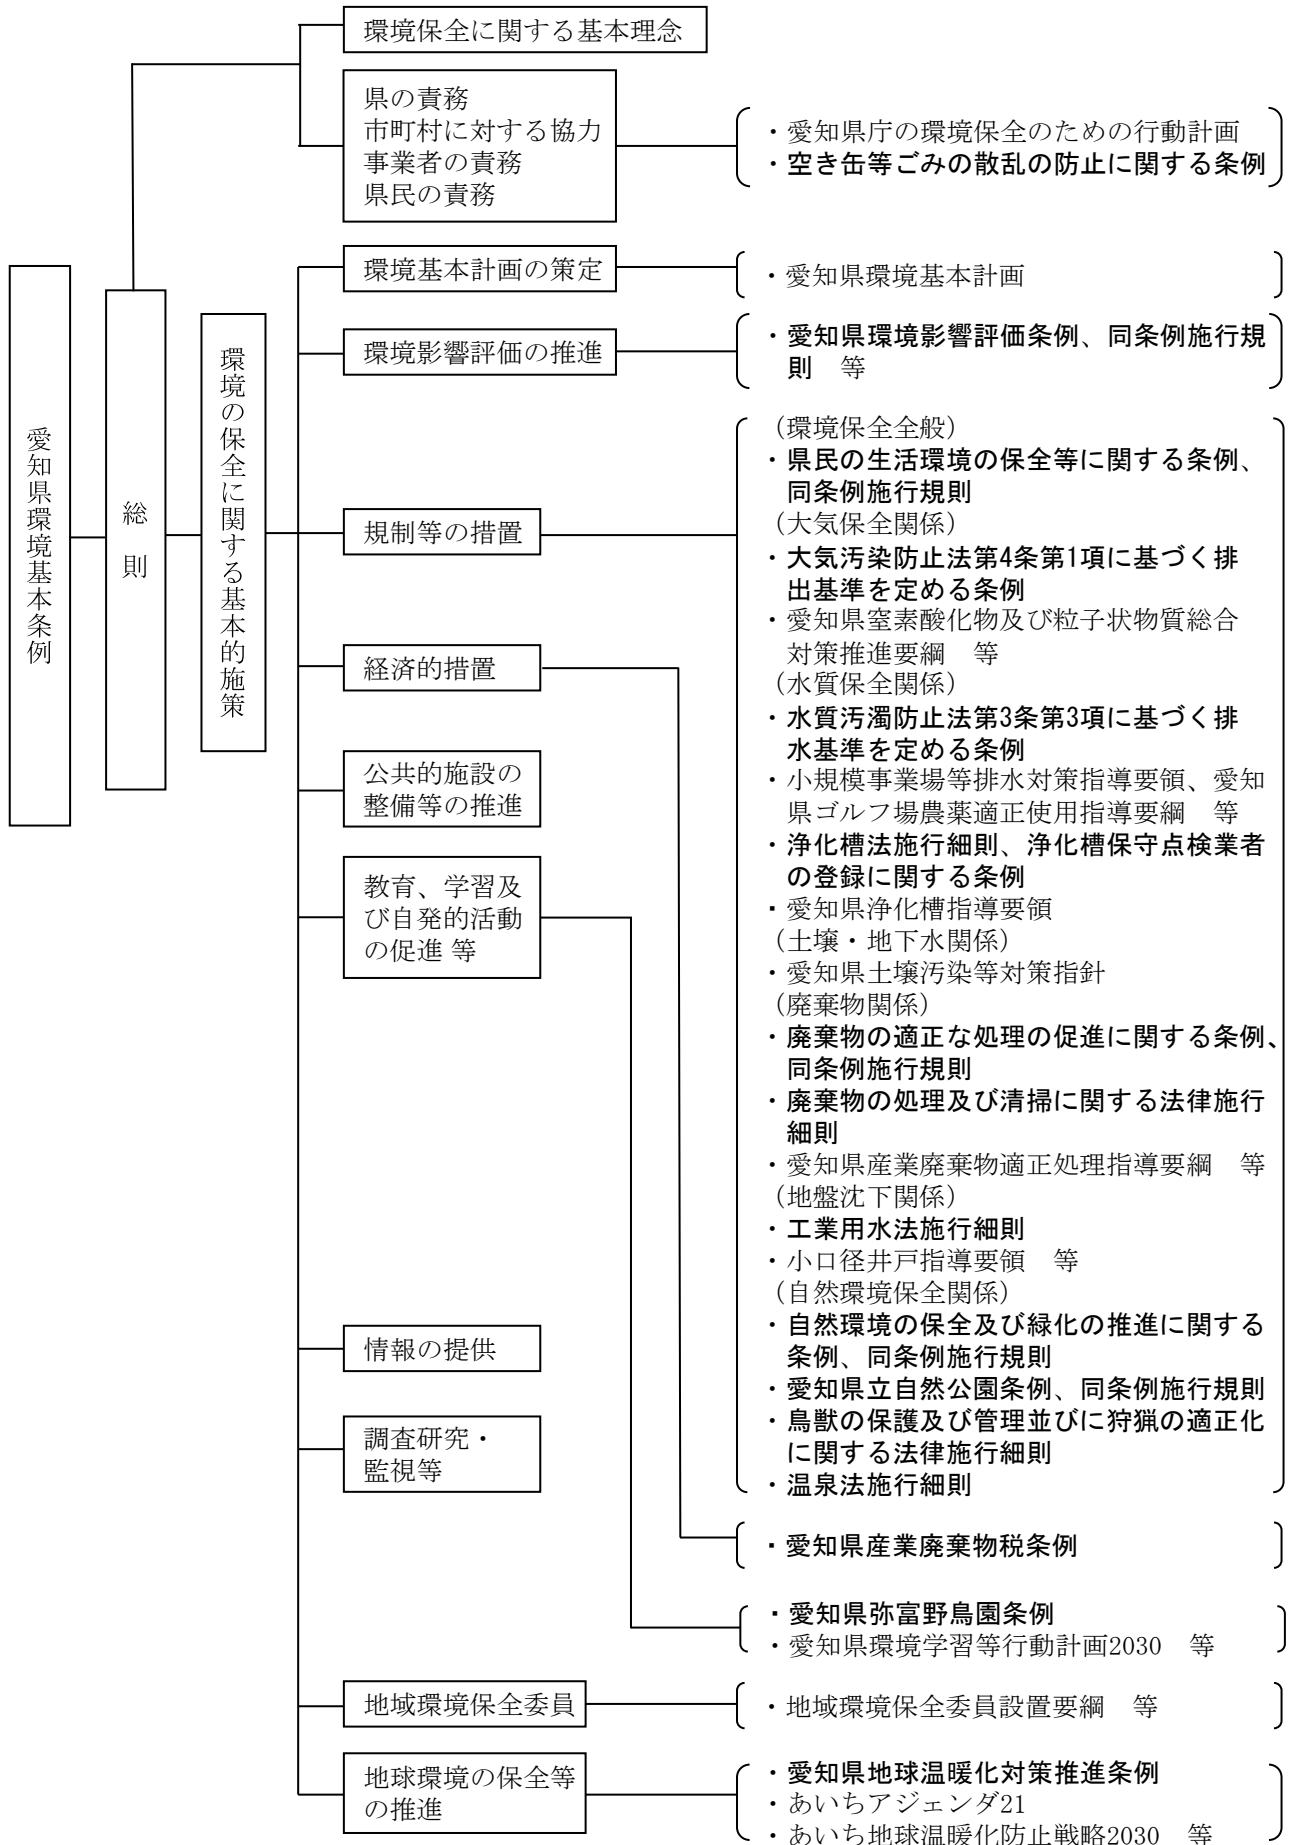 愛知県環境基本条例
総則
環境の保全に関する基本的施策
環境保全に関する基本理念
県の責務
市町村に対する協力
事業者の責務
県民の責務
・愛知県庁の環境保全のための行動計画
・空き缶等ごみの散乱の防止に関する条例
環境基本計画の策定
・愛知県環境基本計画
環境影響評価の推進
・愛知県環境影響評価条例、同条例施行規
則　等
規制等の措置
（環境保全全般）
・県民の生活環境の保全等に関する条例、
同条例施行規則
（大気保全関係）
・大気汚染防止法第4条第1項に基づく排
出基準を定める条例
・愛知県窒素酸化物及び粒子状物質総合
対策推進要綱　等
（水質保全関係）
・水質汚濁防止法第3条第3項に基づく排
水基準を定める条例
・小規模事業場等排水対策指導要領、愛知
県ゴルフ場農薬適正使用指導要綱　等
・浄化槽法施行細則、浄化槽保守点検業者
の登録に関する条例
・愛知県浄化槽指導要領
（土壌・地下水関係）
・愛知県土壌汚染等対策指針
（廃棄物関係）
・廃棄物の適正な処理の促進に関する条例、
同条例施行規則
・廃棄物の処理及び清掃に関する法律施行
細則
・愛知県産業廃棄物適正処理指導要綱　等
（地盤沈下関係）
・工業用水法施行細則
・小口径井戸指導要領　等
（自然環境保全関係）
・自然環境の保全及び緑化の推進に関する
条例、同条例施行規則
・愛知県立自然公園条例、同条例施行規則
・鳥獣の保護及び管理並びに狩猟の適正化
に関する法律施行細則
・温泉法施行細則
経済的措置
・愛知県産業廃棄物税条例
公共的施設の
整備等の推進
教育、学習及
び自発的活動
の促進 等
・愛知県弥富野鳥園条例
・愛知県環境学習等行動計画2030　等
情報の提供
調査研究・
監視等
地域環境保全委員
・地域環境保全委員設置要綱　等
地球環境の保全等
の推進
・愛知県地球温暖化対策推進条例
・あいちアジェンダ21
・あいち地球温暖化防止戦略2030　等